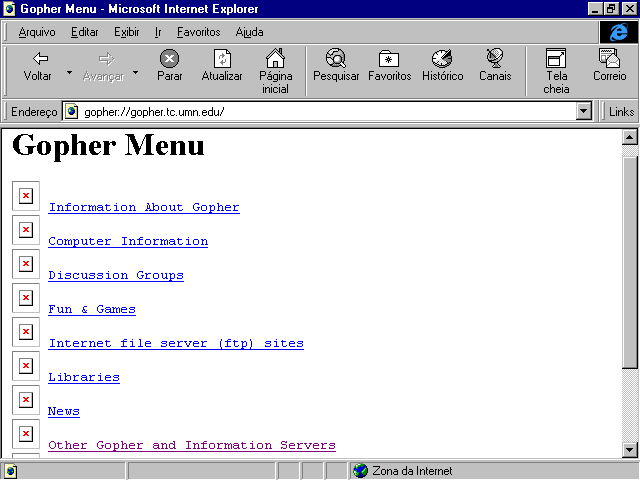 Gopher Menu - Microsoft Internet Explorer
Arquivo Editar Exibir Ir Favoritos Ajuda
Voltar Avançar Parar Atualizar Página inicial Pesquisar Favoritos Histórico Canais Tela cheia Correio
Endereço gopher://gopher.tc.umn.edu/ Links
Gopher Menu
Information About Gopher
Computer Information
Discussion Groups
Fun & Games
Internet file server (ftp) sites
Libraries
News
Other Gopher and Information Servers
Zona da Internet